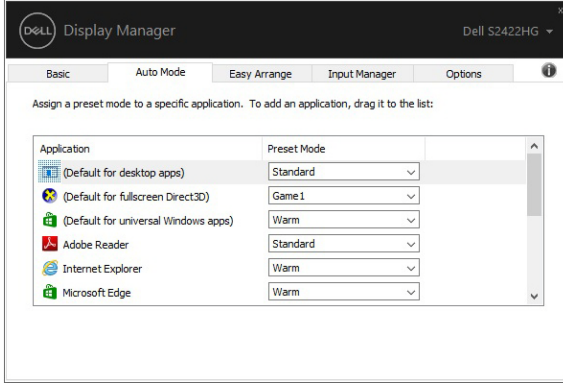 DELL Display Manager
Dell S2422HG
Basic Auto Mode Easy Arrange Input Manager Options
Assign a preset mode to a specific application. To add an application, drag it to the list:
Application Preset Mode
(Default for desktop apps) Standard
(Default for fullscreen Direct3D) Game1
(Default for universal Windows apps) Warm
Adobe Reader Standard
Internet Explorer Warm
Microsoft Edge Warm